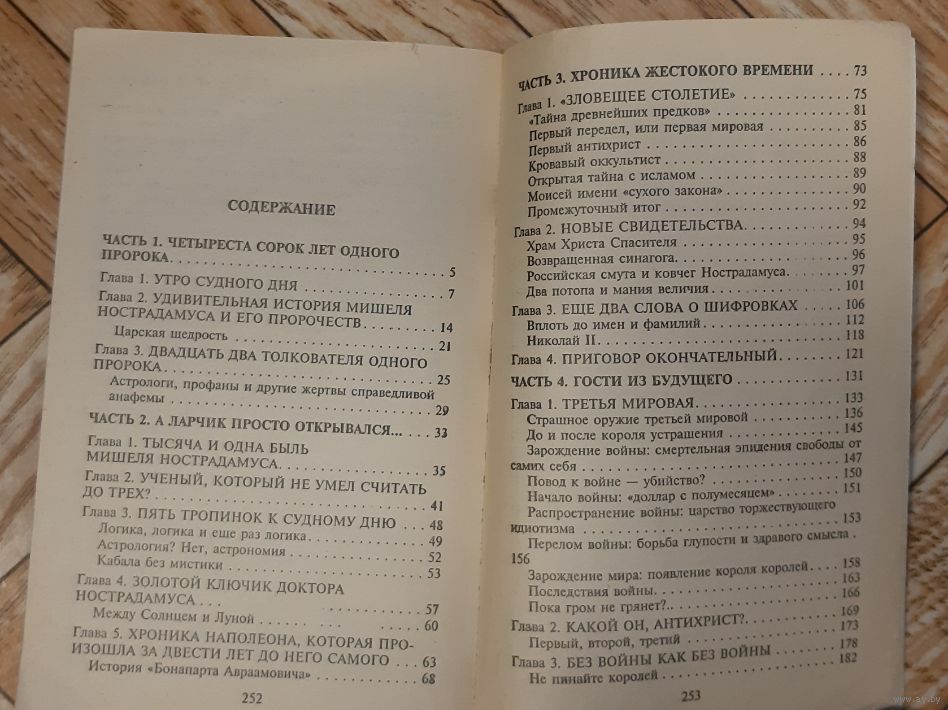 СОДЕРЖАНИЕ
ЧАСТЬ 1. ЧЕТЫРЕСТА СОРОК ЛЕТ ОДНОГО
ПРОРОКА. . . . . . . . . . . . . . . . . . . . . . . . . . . . 5
Глава 1. УТРО СУДНОГО ДНЯ . . . . . . . . . . . . . . . 7
Глава 2. УДИВИТЕЛЬНАЯ ИСТОРИЯ МИШЕЛЯ
НОСТРАДАМУСА И ЕГО ПРОРОЧЕСТВ. . . . . . . . 14
Царская щедрость . . . . . . . . . . . . . . . . . . . . . 21
Глава 3. ДВАДЦАТЬ ДВА ТОЛКОВАТЕЛЯ ОДНОГО
ПРОРОКА. . . . . . . . . . . . . . . . . . . . . . . . . . . 25
Астрологи, профаны и другие жертвы справедливой
анафемы . . . . . . . . . . . . . . . . . . . . . . . . . . . 29
ЧАСТЬ 2. А ЛАРЧИК ПРОСТО ОТКРЫВАЛСЯ... . . . 33
Глава 1. ТЫСЯЧА И ОДНА БЫЛЬ
МИШЕЛЯ НОСТРАДАМУСА. . . . . . . . . . . . . . . 35
Глава 2. УЧЕНЫЙ, КОТОРЫЙ НЕ УМЕЛ СЧИТАТЬ
ДО ТРЕХ? . . . . . . . . . . . . . . . . . . . . . . . . . . . 41
Глава 3. ПЯТЬ ТРОПИНОК К СУДНОМУ ДНЮ . . . 48
Логика, логика и еще раз логика. . . . . . . . . . . . 49
Астрология? Нет, астрономия . . . . . . . . . . . . . . 52
Кабала без мистики . . . . . . . . . . . . . . . . . . . . 53
Глава 4. ЗОЛОТОЙ КЛЮЧИК ДОКТОРА
НОСТРАДАМУСА . . . . . . . . . . . . . . . . . . . . . . 57
Между Солнцем и Луной . . . . . . . . . . . . . . . . . 60
Глава 5. ХРОНИКА НАПОЛЕОНА, КОТОРАЯ ПРО-
ИЗОШЛА ЗА ДВЕСТИ ЛЕТ ДО НЕГО САМОГО . . . 63
История «Бонапарта Авраамовича» . . . . . . . . . . 68
252
ЧАСТЬ 3. ХРОНИКА ЖЕСТОКОГО ВРЕМЕНИ . . . . 73
Глава 1. «ЗЛОВЕЩЕЕ СТОЛЕТИЕ» . . . . . . . . . . . . 75
«Тайна древнейших предков» . . . . . . . . . . . . . . 81
Первый передел, или первая мировая . . . . . . . . . 85
Первый антихрист . . . . . . . . . . . . . . . . . . . . . 86
Кровавый оккультист . . . . . . . . . . . . . . . . . . . 88
Открытая тайна с исламом . . . . . . . . . . . . . . . . 89
Моисей имени «сухого закона» . . . . . . . . . . . . . 90
Промежуточный итог . . . . . . . . . . . . . . . . . . . 92
Глава 2. НОВЫЕ СВИДЕТЕЛЬСТВА. . . . . . . . . . . 94
Храм Христа Спасителя . . . . . . . . . . . . . . . . . . 95
Возвращенная синагога. . . . . . . . . . . . . . . . . . . 96
Российская смута и ковчег Нострадамуса. . . . . . . 97
Два потопа и мания величия . . . . . . . . . . . . . . . 101
Глава 3. ЕЩЕ ДВА СЛОВА О ШИФРОВКАХ . . . . . 106
Вплоть до имен и фамилий. . . . . . . . . . . . . . . . 112
Николай II. . . . . . . . . . . . . . . . . . . . . . . . . . . 118
Глава 4. ПРИГОВОР ОКОНЧАТЕЛЬНЫЙ. . . . . . . . 121
ЧАСТЬ 4. ГОСТИ ИЗ БУДУЩЕГО . . . . . . . . . . . . 131
Глава 1. ТРЕТЬЯ МИРОВАЯ. . . . . . . . . . . . . . . . 133
Страшное оружие третьей мировой . . . . . . . . . . 136
До и после короля устрашения . . . . . . . . . . . . . 145
Зарождение войны: смертельная эпидения свободы от
самих себя . . . . . . . . . . . . . . . . . . . . . . . . . . 147
Повод к войне — убийство? . . . . . . . . . . . . . . . 150
Начало войны: «доллар с полумесяцем» . . . . . . . 151
Распространение войны: царство торжествующего
идиотизма . . . . . . . . . . . . . . . . . . . . . . . . . . 153
Перелом войны: борьба глупости и здравого смысла .
156
Зарождение мира: появление короля королей. . . . 158
Последствия войны. . . . . . . . . . . . . . . . . . . . . 163
Пока гром не грянет?.. . . . . . . . . . . . . . . . . . . 166
Глава 2. КАКОЙ ОН, АНТИХРИСТ?. . . . . . . . . . . 169
Первый, второй, третий . . . . . . . . . . . . . . . . . . 173
Глава 3. БЕЗ ВОЙНЫ КАК БЕЗ ВОЙНЫ . . . . . . . 178
Не пинайте королей . . . . . . . . . . . . . . . . . . . . 182
253
www.ay.by